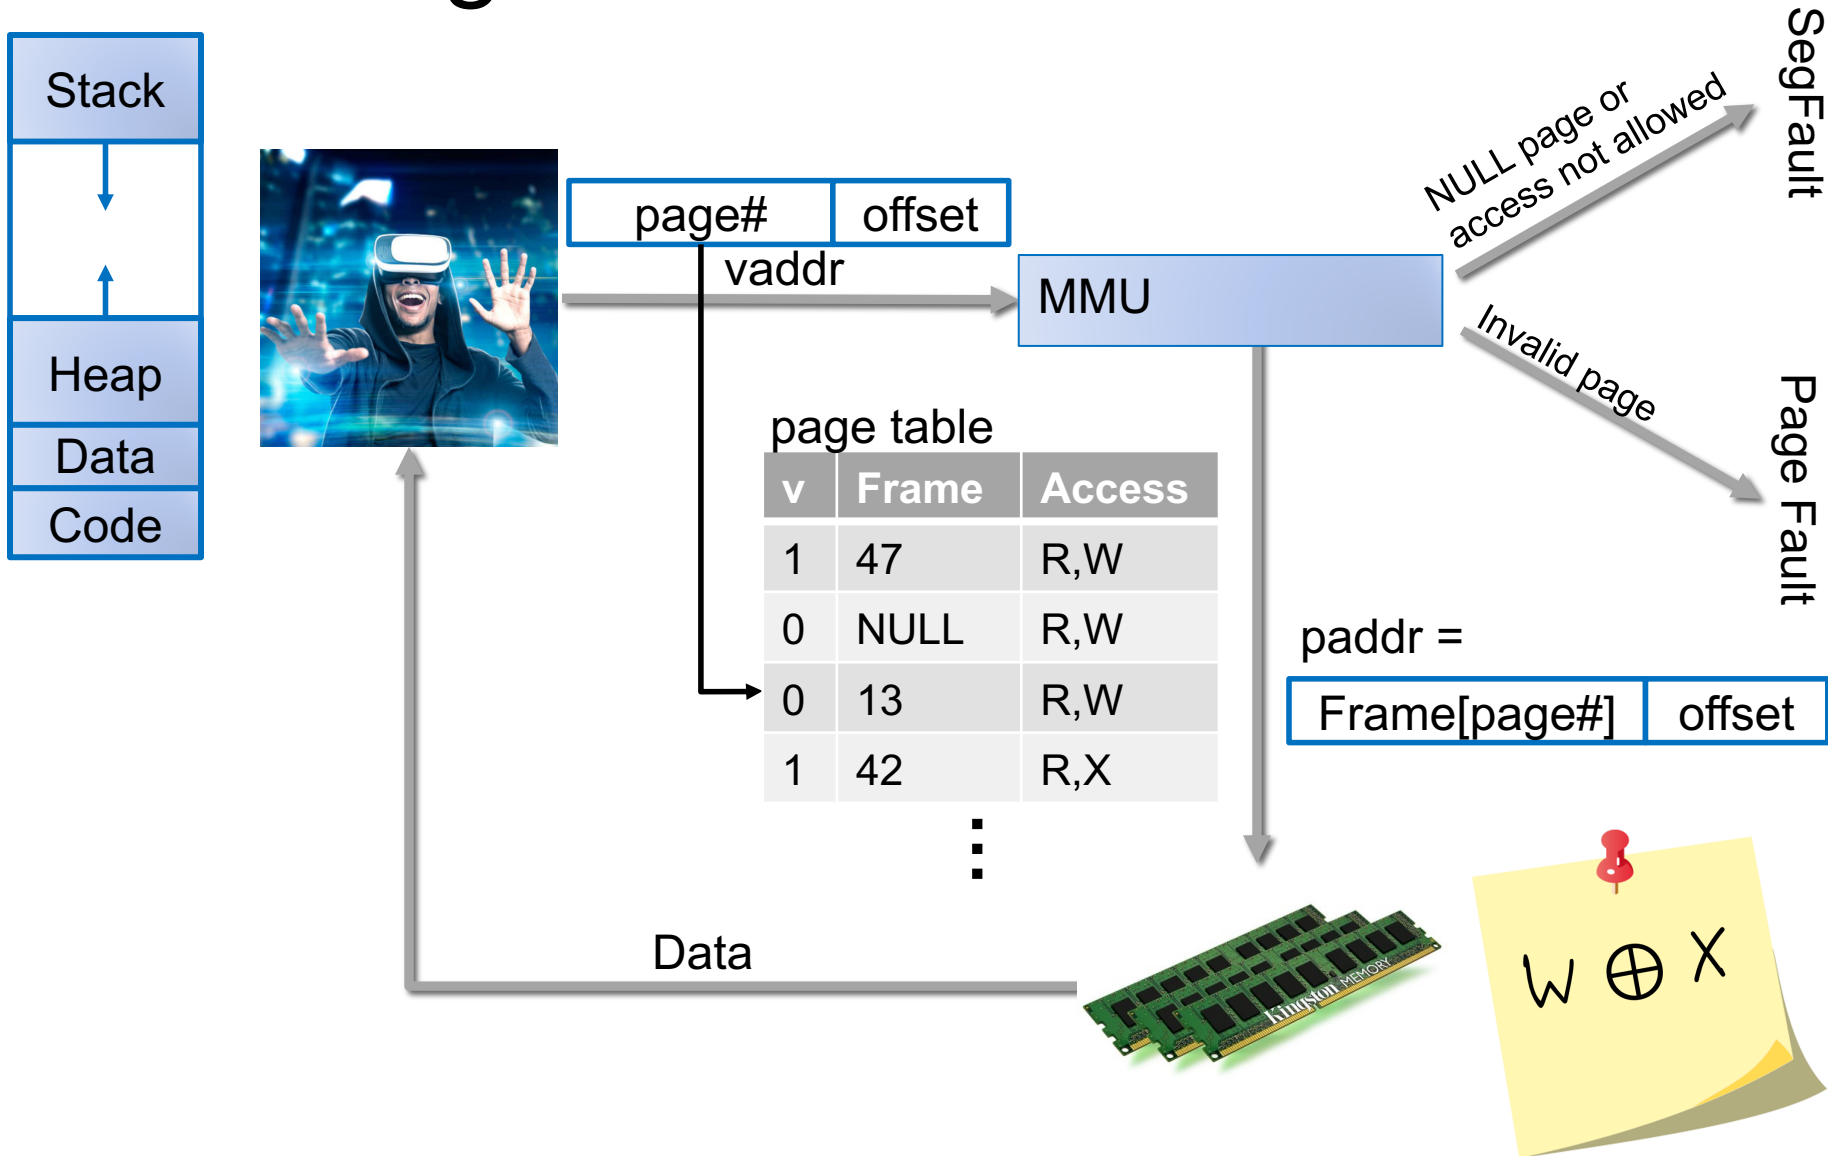 Stack
Heap
Data
Code
page# offset
vaddr
MMU
NULL page or
access not allowed
SegFault
Invalid page
Page Fault
page table
v Frame Access
1 47 R,W
0 NULL R,W
0 13 R,W
1 42 R,X
paddr =
Frame[page#] offset
Data
Kingston MEMORY
W ⊕ X